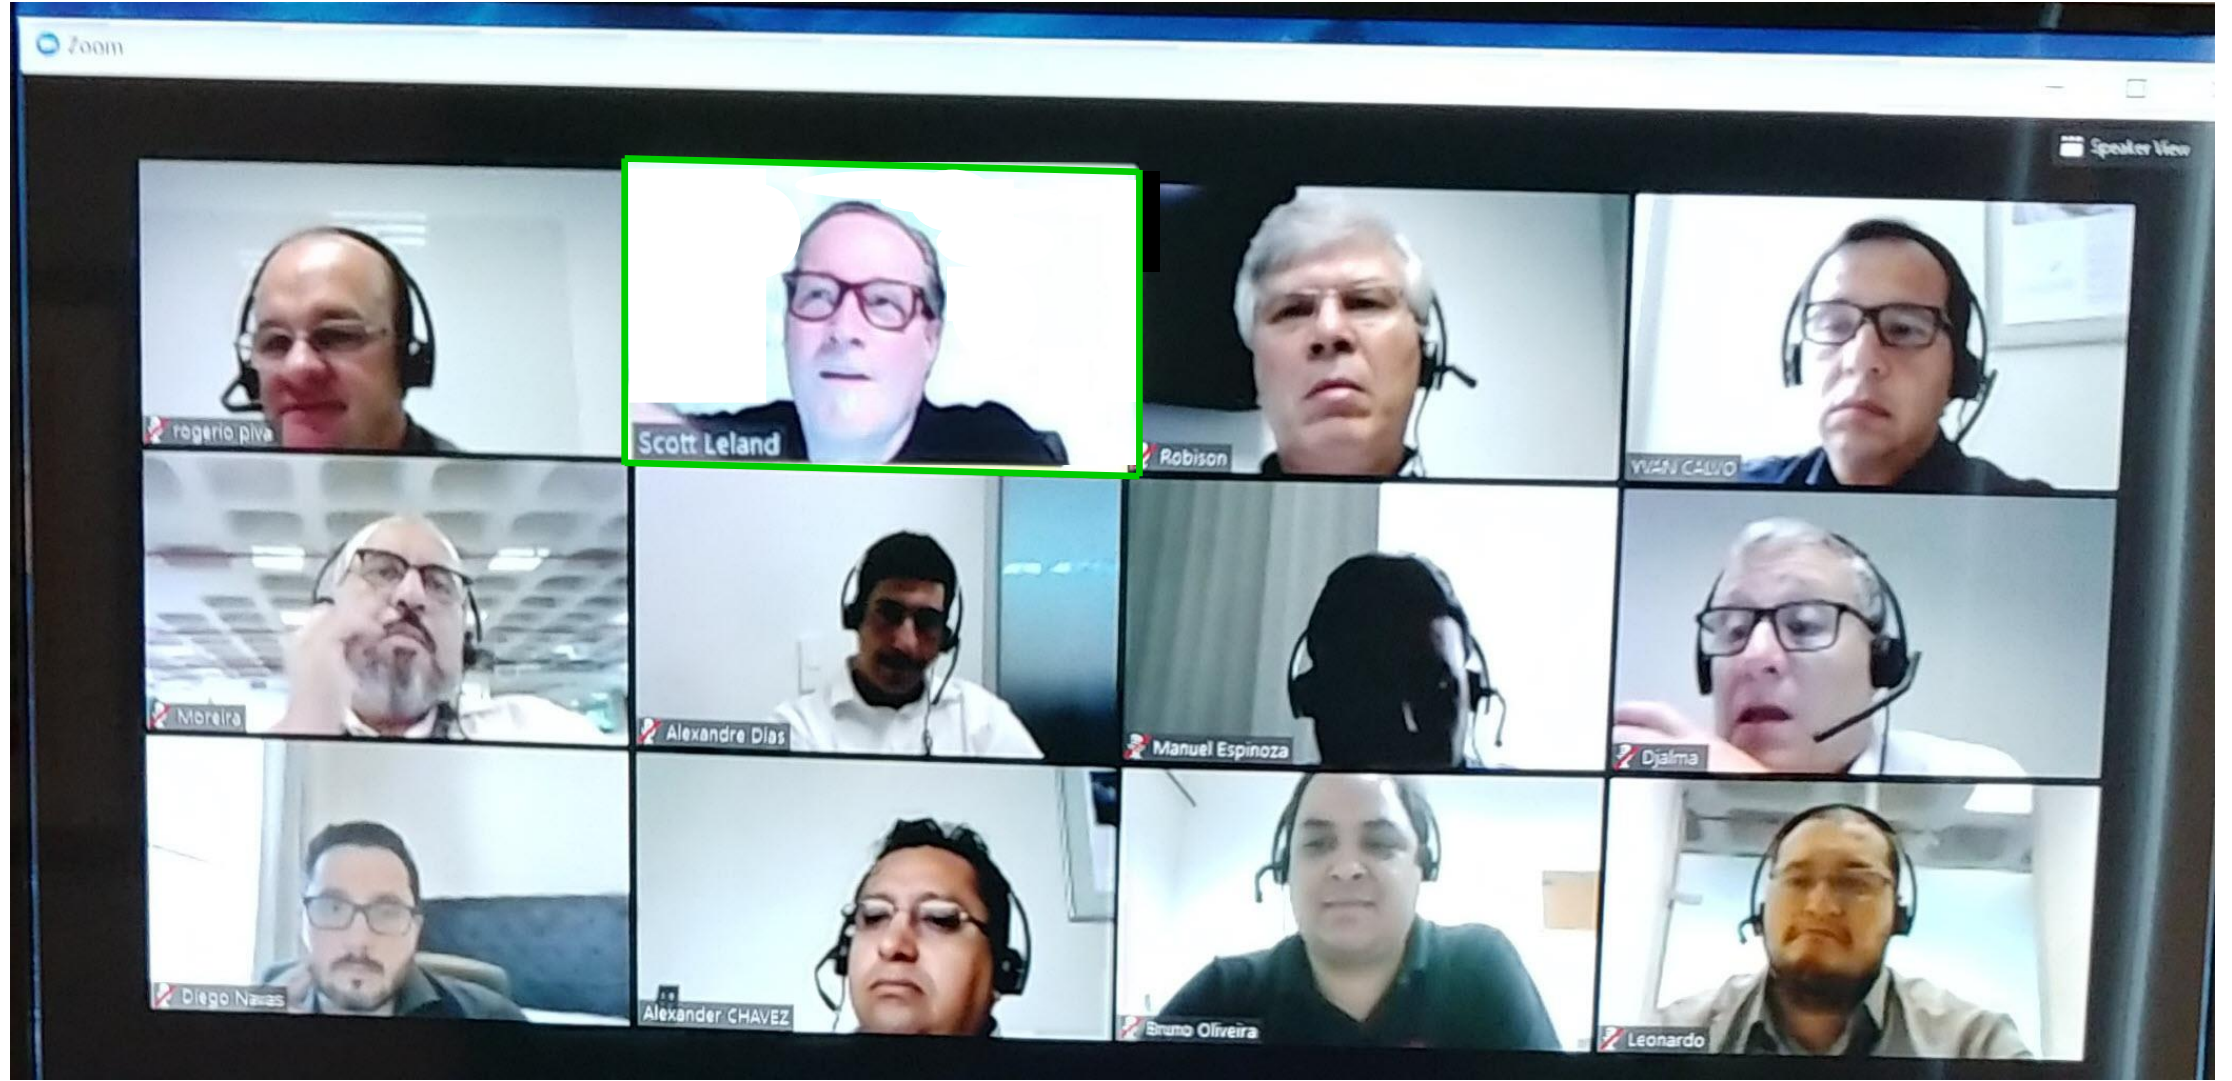 Zoom
Speaker View
rogerio piva
Scott Leland
Robison
YVAN CALVO
Moreira
Alexandre Dias
Manuel Espinoza
Djalma
Diego Navas
Alexander CHAVEZ
Bruno Oliveira
Leonardo